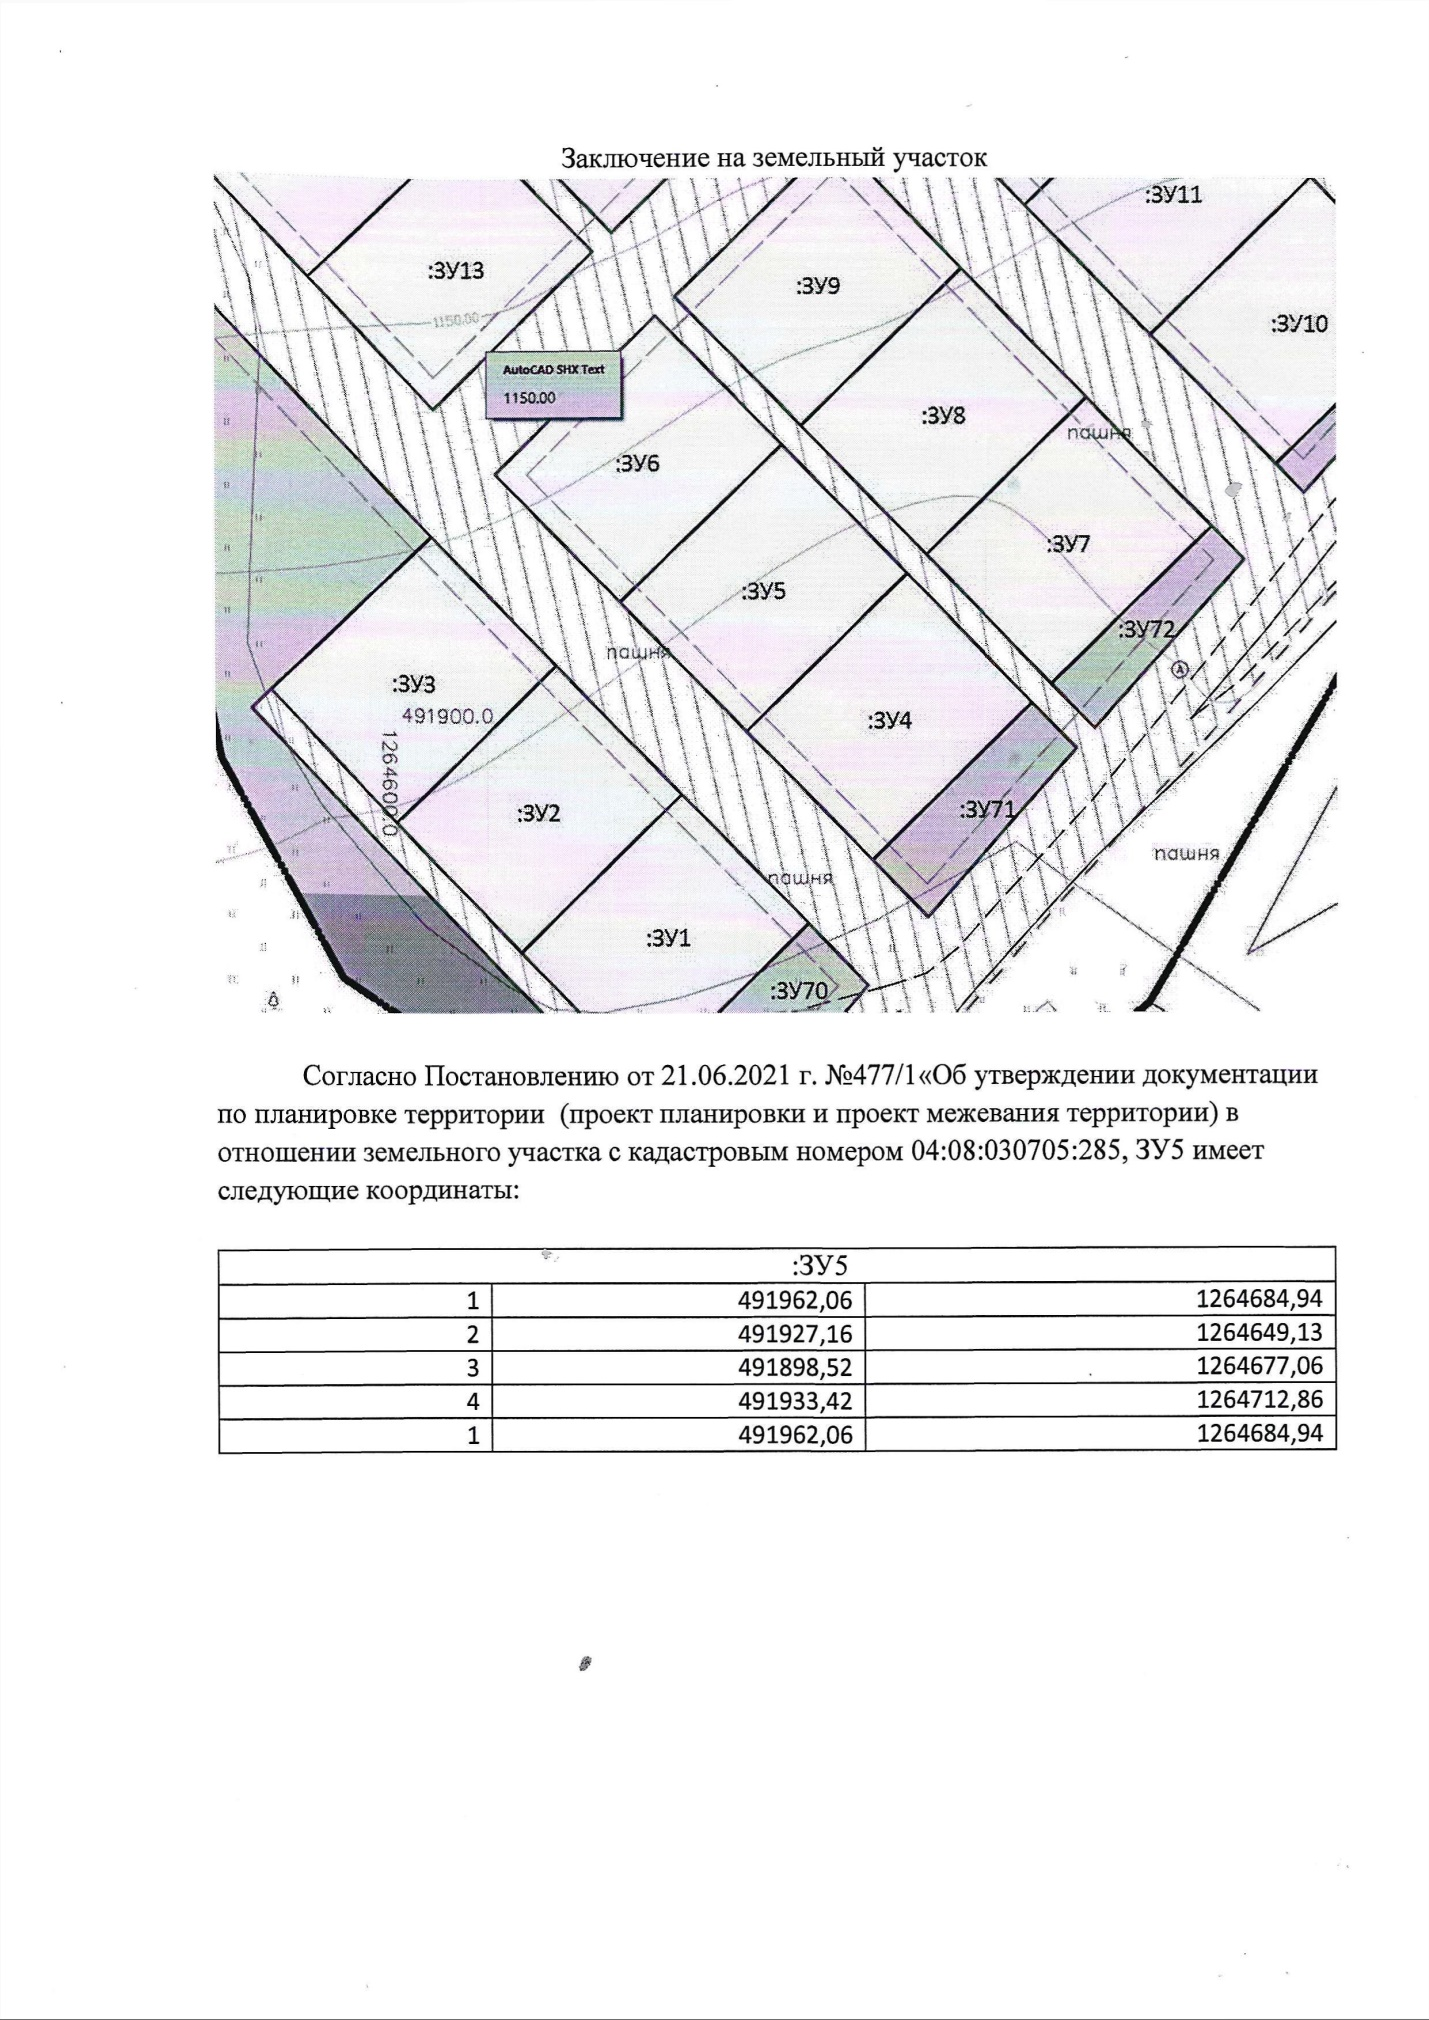 Заключение на земельный участок
:ЗУ11
:ЗУ13
:ЗУ9
1150.00
:ЗУ10
AutoCAD SHX Text
1150.00
:ЗУ8
пашня
:ЗУ6
:ЗУ7
:ЗУ5
:ЗУ72
пашня
:ЗУ3
491900.0
1264600.0
:ЗУ4
:ЗУ2
:ЗУ71
пашня
пашня
:ЗУ1
:ЗУ70
Согласно Постановлению от 21.06.2021 г. №477/1«Об утверждении документации
по планировке территории (проект планировки и проект межевания территории) в
отношении земельного участка с кадастровым номером 04:08:030705:285, ЗУ5 имеет
следующие координаты:
:ЗУ5
1 491962,06 1264684,94
2 491927,16 1264649,13
3 491898,52 1264677,06
4 491933,42 1264712,86
1 491962,06 1264684,94